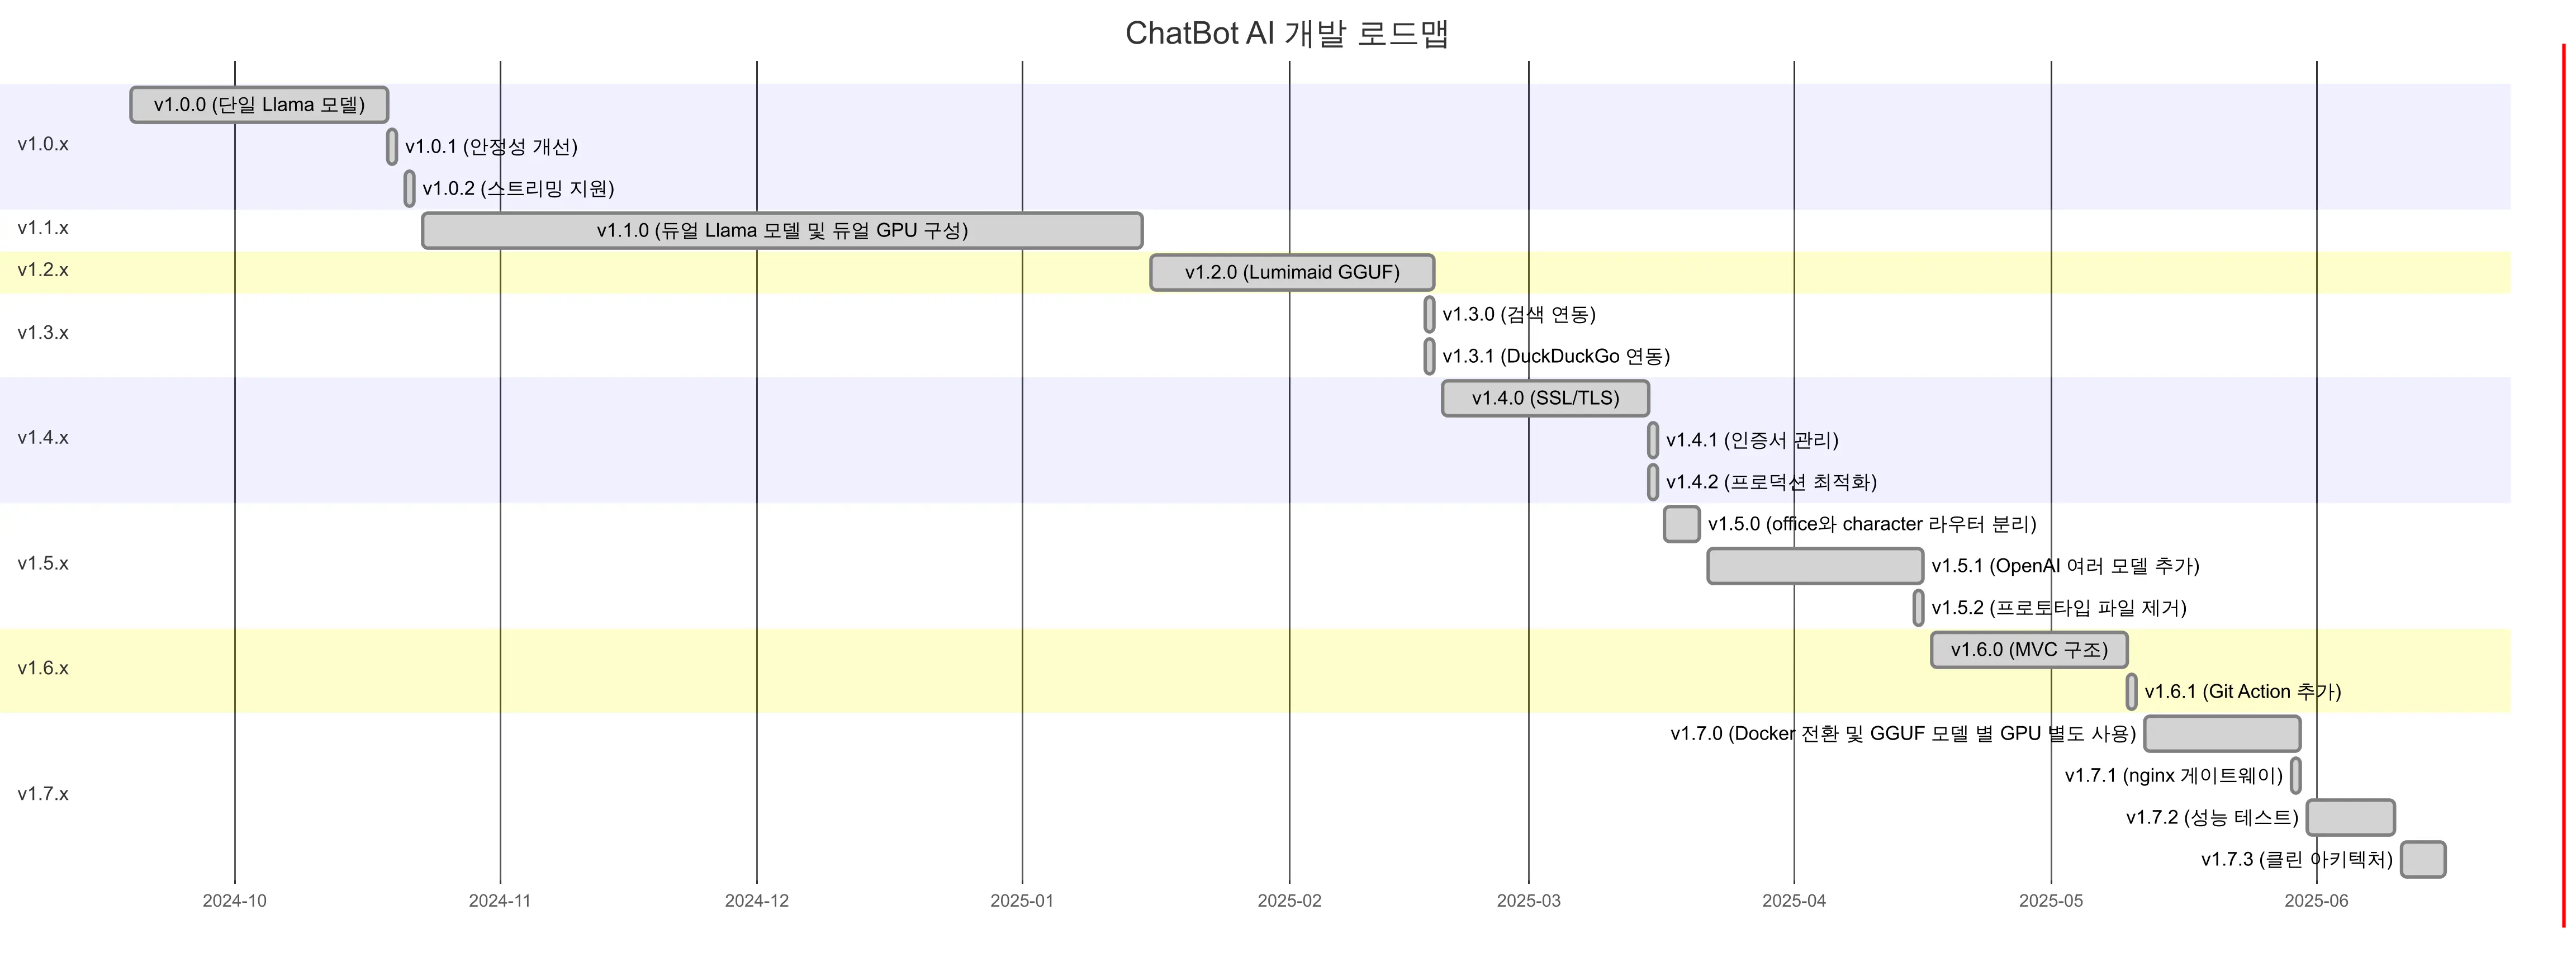 ChatBot AI 개발 로드맵
v1.0.x
v1.0.0 (단일 Llama 모델)
v1.0.1 (안정성 개선)
v1.0.2 (스트리밍 지원)
v1.1.x
v1.1.0 (듀얼 Llama 모델 및 듀얼 GPU 구성)
v1.2.x
v1.2.0 (Lumimaid GGUF)
v1.3.x
v1.3.0 (검색 연동)
v1.3.1 (DuckDuckGo 연동)
v1.4.x
v1.4.0 (SSL/TLS)
v1.4.1 (인증서 관리)
v1.4.2 (프로덕션 최적화)
v1.5.x
v1.5.0 (office와 character 라우터 분리)
v1.5.1 (OpenAI 여러 모델 추가)
v1.5.2 (프로토타입 파일 제거)
v1.6.x
v1.6.0 (MVC 구조)
v1.6.1 (Git Action 추가)
v1.7.x
v1.7.0 (Docker 전환 및 GGUF 모델 별 GPU 별도 사용)
v1.7.1 (nginx 게이트웨이)
v1.7.2 (성능 테스트)
v1.7.3 (클린 아키텍처)
2024-10 2024-11 2024-12 2025-01 2025-02 2025-03 2025-04 2025-05 2025-06